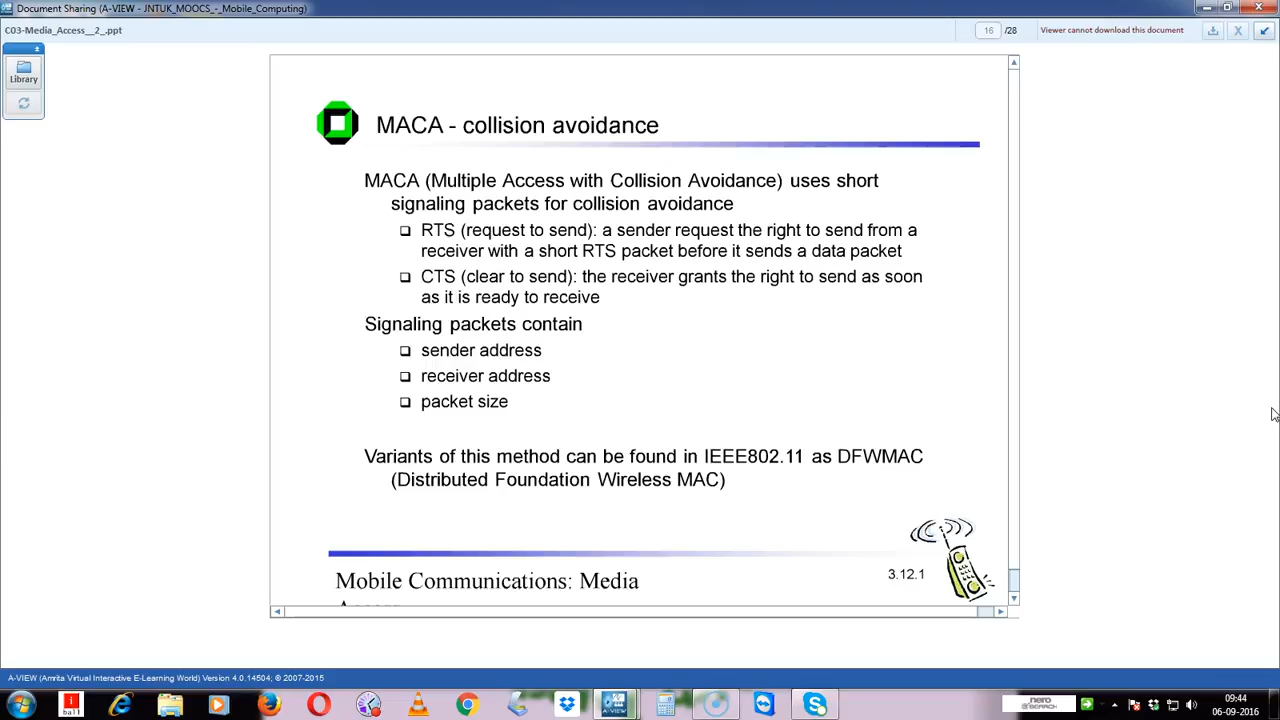 Document Sharing (A-VIEW - JNTUK_MOOCS_-_Mobile_Computing)
C03-Media_Access__2_.ppt
16 /28
Viewer cannot download this document
Library
MACA - collision avoidance
MACA (Multiple Access with Collision Avoidance) uses short
signaling packets for collision avoidance
RTS (request to send): a sender request the right to send from a
receiver with a short RTS packet before it sends a data packet
CTS (clear to send): the receiver grants the right to send as soon
as it is ready to receive
Signaling packets contain
sender address
receiver address
packet size
Variants of this method can be found in IEEE802.11 as DFWMAC
(Distributed Foundation Wireless MAC)
3.12.1
Mobile Communications: Media
A-VIEW (Amrita Virtual Interactive E-Learning World) Version 4.0.14504; © 2007-2015
iball
A-VIEW
nero
SEARCH
09:44
06-09-2016